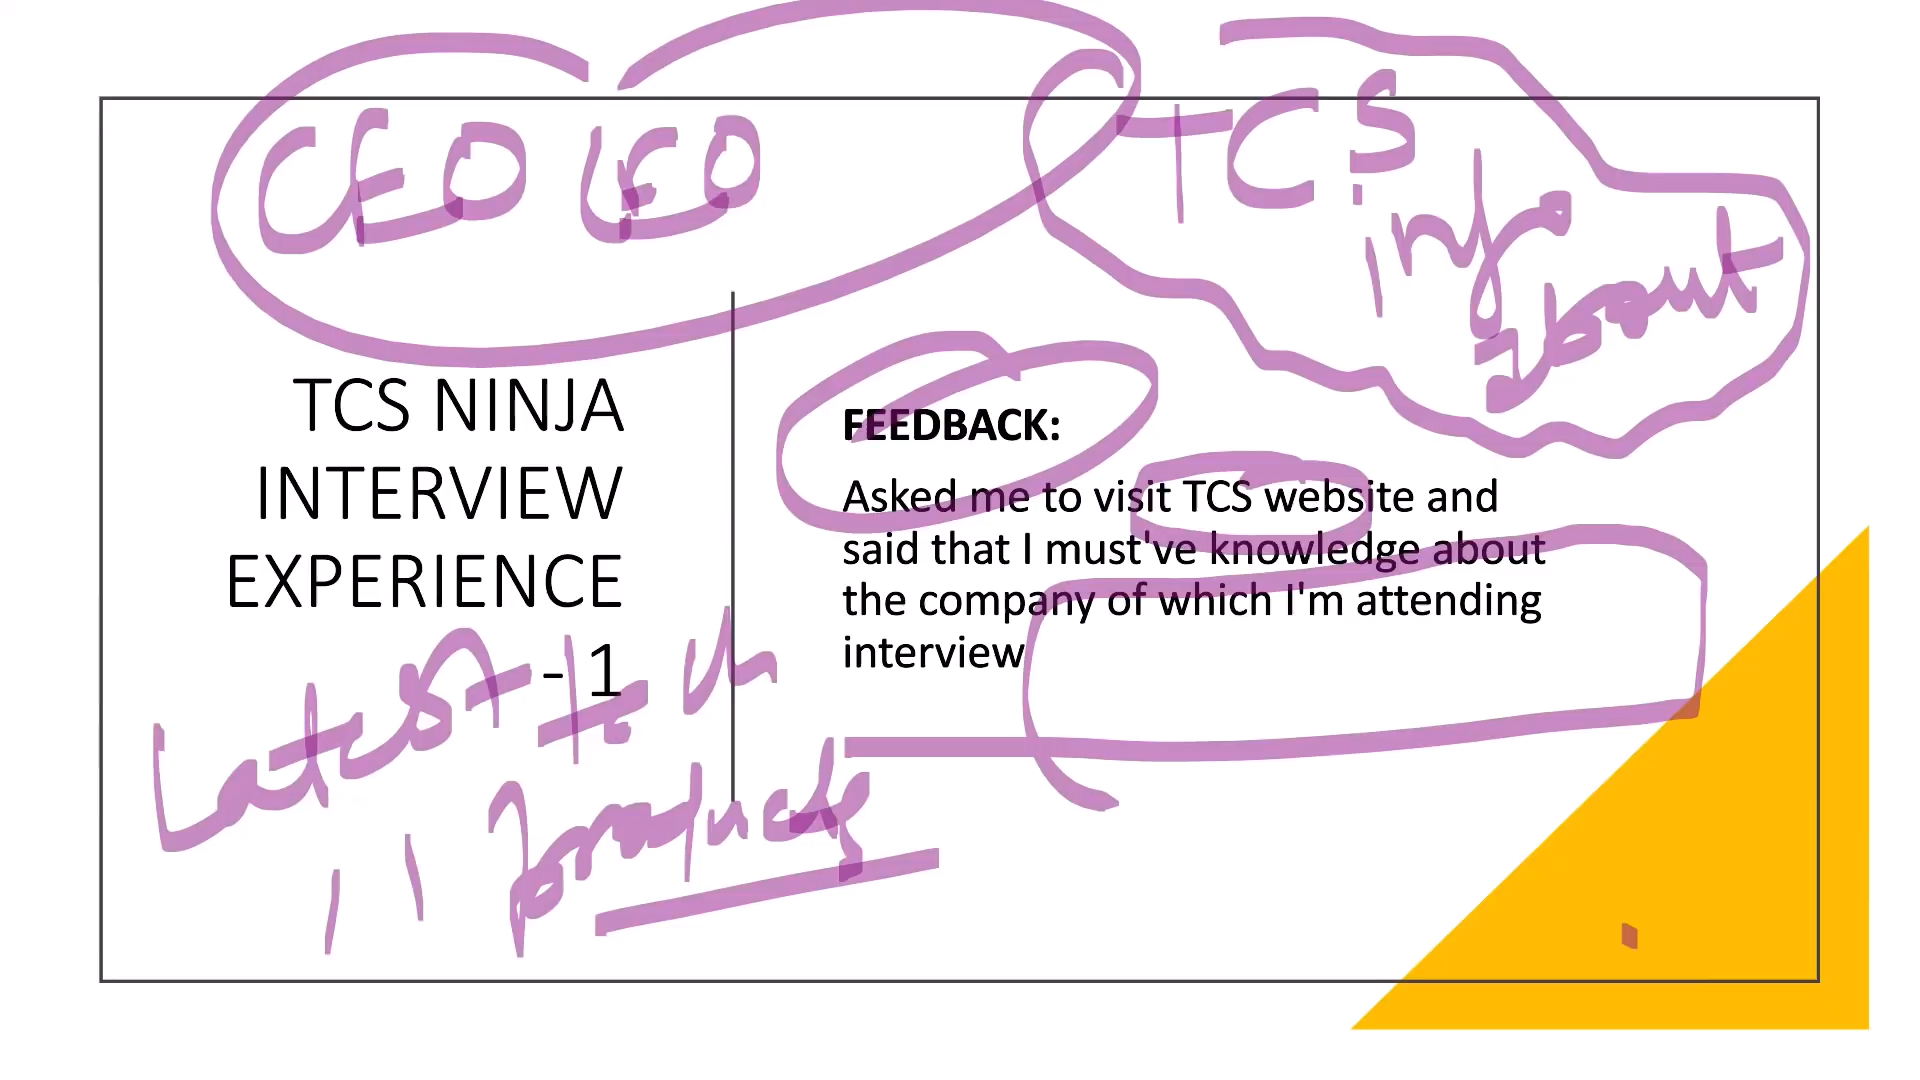 CEO CFO
TCS
info
about
TCS NINJA
INTERVIEW
EXPERIENCE
- 1
FEEDBACK:
Asked me to visit TCS website and
said that I must've knowledge about
the company of which I'm attending
interview
Latest tech
products